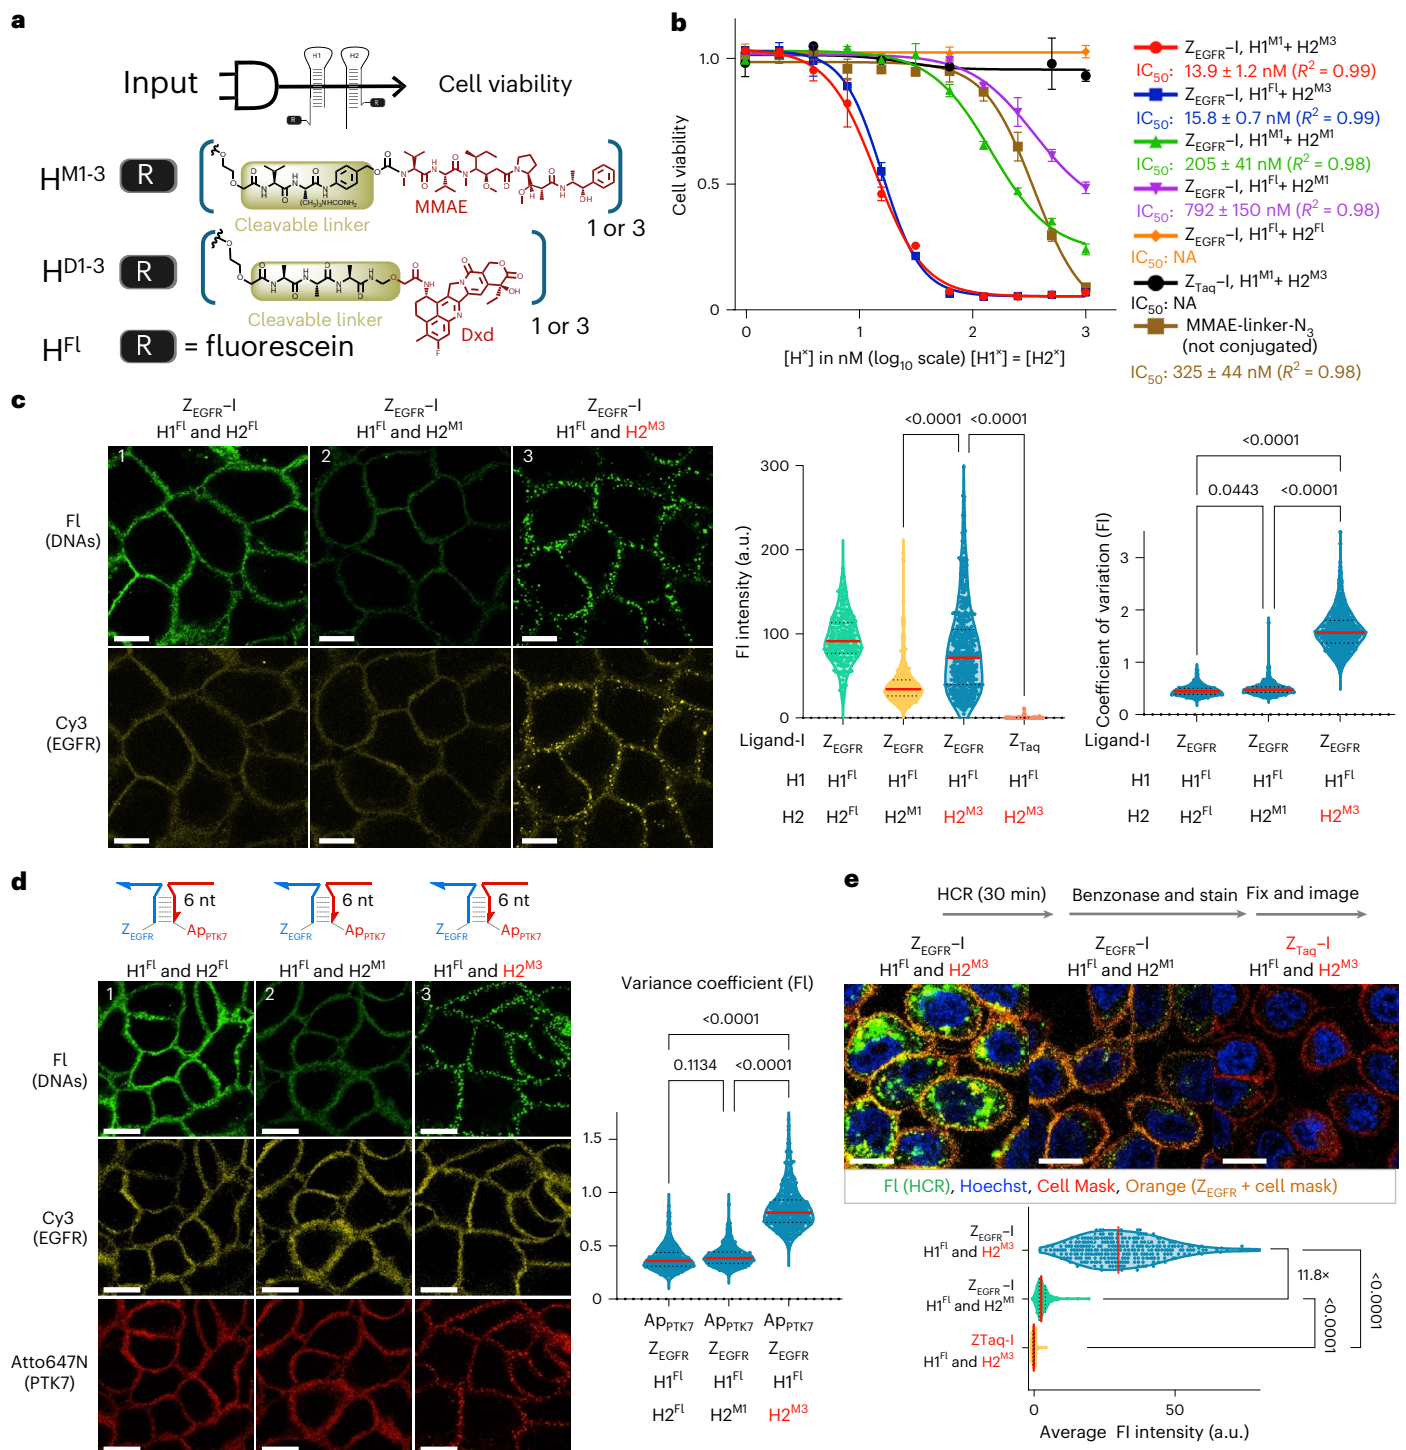 a
Input
H1
H2
R
R
Cell viability
H^M1-3
R
Cleavable linker
MMAE
1 or 3
H^D1-3
R
Cleavable linker
Dxd
1 or 3
H^Fl
R
= fluorescein
b
Cell viability
1.0
0.5
0
0
1
2
3
[H^x] in nM (log10 scale) [H1^x] = [H2^x]
Z_EGFR–I, H1^M1+ H2^M3
IC50: 13.9 ± 1.2 nM (R² = 0.99)
Z_EGFR–I, H1^Fl+ H2^M3
IC50: 15.8 ± 0.7 nM (R² = 0.99)
Z_EGFR–I, H1^M1+ H2^M1
IC50: 205 ± 41 nM (R² = 0.98)
Z_EGFR–I, H1^Fl+ H2^M1
IC50: 792 ± 150 nM (R² = 0.98)
Z_EGFR–I, H1^Fl+ H2^Fl
IC50: NA
Z_Taq–I, H1^M1+ H2^M3
IC50: NA
MMAE-linker-N3
(not conjugated)
IC50: 325 ± 44 nM (R² = 0.98)
c
Z_EGFR–I
H1^Fl and H2^Fl
Z_EGFR–I
H1^Fl and H2^M1
Z_EGFR–I
H1^Fl and H2^M3
1
2
3
Fl
(DNAs)
Cy3
(EGFR)
<0.0001
<0.0001
Fl intensity (a.u.)
300
200
100
0
Ligand-I Z_EGFR Z_EGFR Z_EGFR Z_Taq
H1 H1^Fl H1^Fl H1^Fl H1^Fl
H2 H2^Fl H2^M1 H2^M3 H2^M3
<0.0001
0.0443
<0.0001
Coefficient of variation (Fl)
3
2
1
0
Ligand-I Z_EGFR Z_EGFR Z_EGFR
H1 H1^Fl H1^Fl H1^Fl
H2 H2^Fl H2^M1 H2^M3
d
6 nt
Z_EGFR
Ap_PTK7
6 nt
Z_EGFR
Ap_PTK7
6 nt
Z_EGFR
Ap_PTK7
H1^Fl and H2^Fl
H1^Fl and H2^M1
H1^Fl and H2^M3
1
2
3
Fl
(DNAs)
Cy3
(EGFR)
Atto647N
(PTK7)
Variance coefficient (Fl)
<0.0001
0.1134
<0.0001
1.5
1.0
0.5
0
Ap_PTK7 Ap_PTK7 Ap_PTK7
Z_EGFR Z_EGFR Z_EGFR
H1^Fl H1^Fl H1^Fl
H2^Fl H2^M1 H2^M3
e
HCR (30 min)
Benzonase and stain
Fix and image
Z_EGFR–I
H1^Fl and H2^M3
Z_EGFR–I
H1^Fl and H2^M1
Z_Taq–I
H1^Fl and H2^M3
Fl (HCR), Hoechst, Cell Mask, Orange (Z_EGFR + cell mask)
Z_EGFR–I
H1^Fl and H2^M3
Z_EGFR–I
H1^Fl and H2^M1
ZTaq-I
H1^Fl and H2^M3
11.8×
<0.0001
<0.0001
0
50
Average Fl intensity (a.u.)